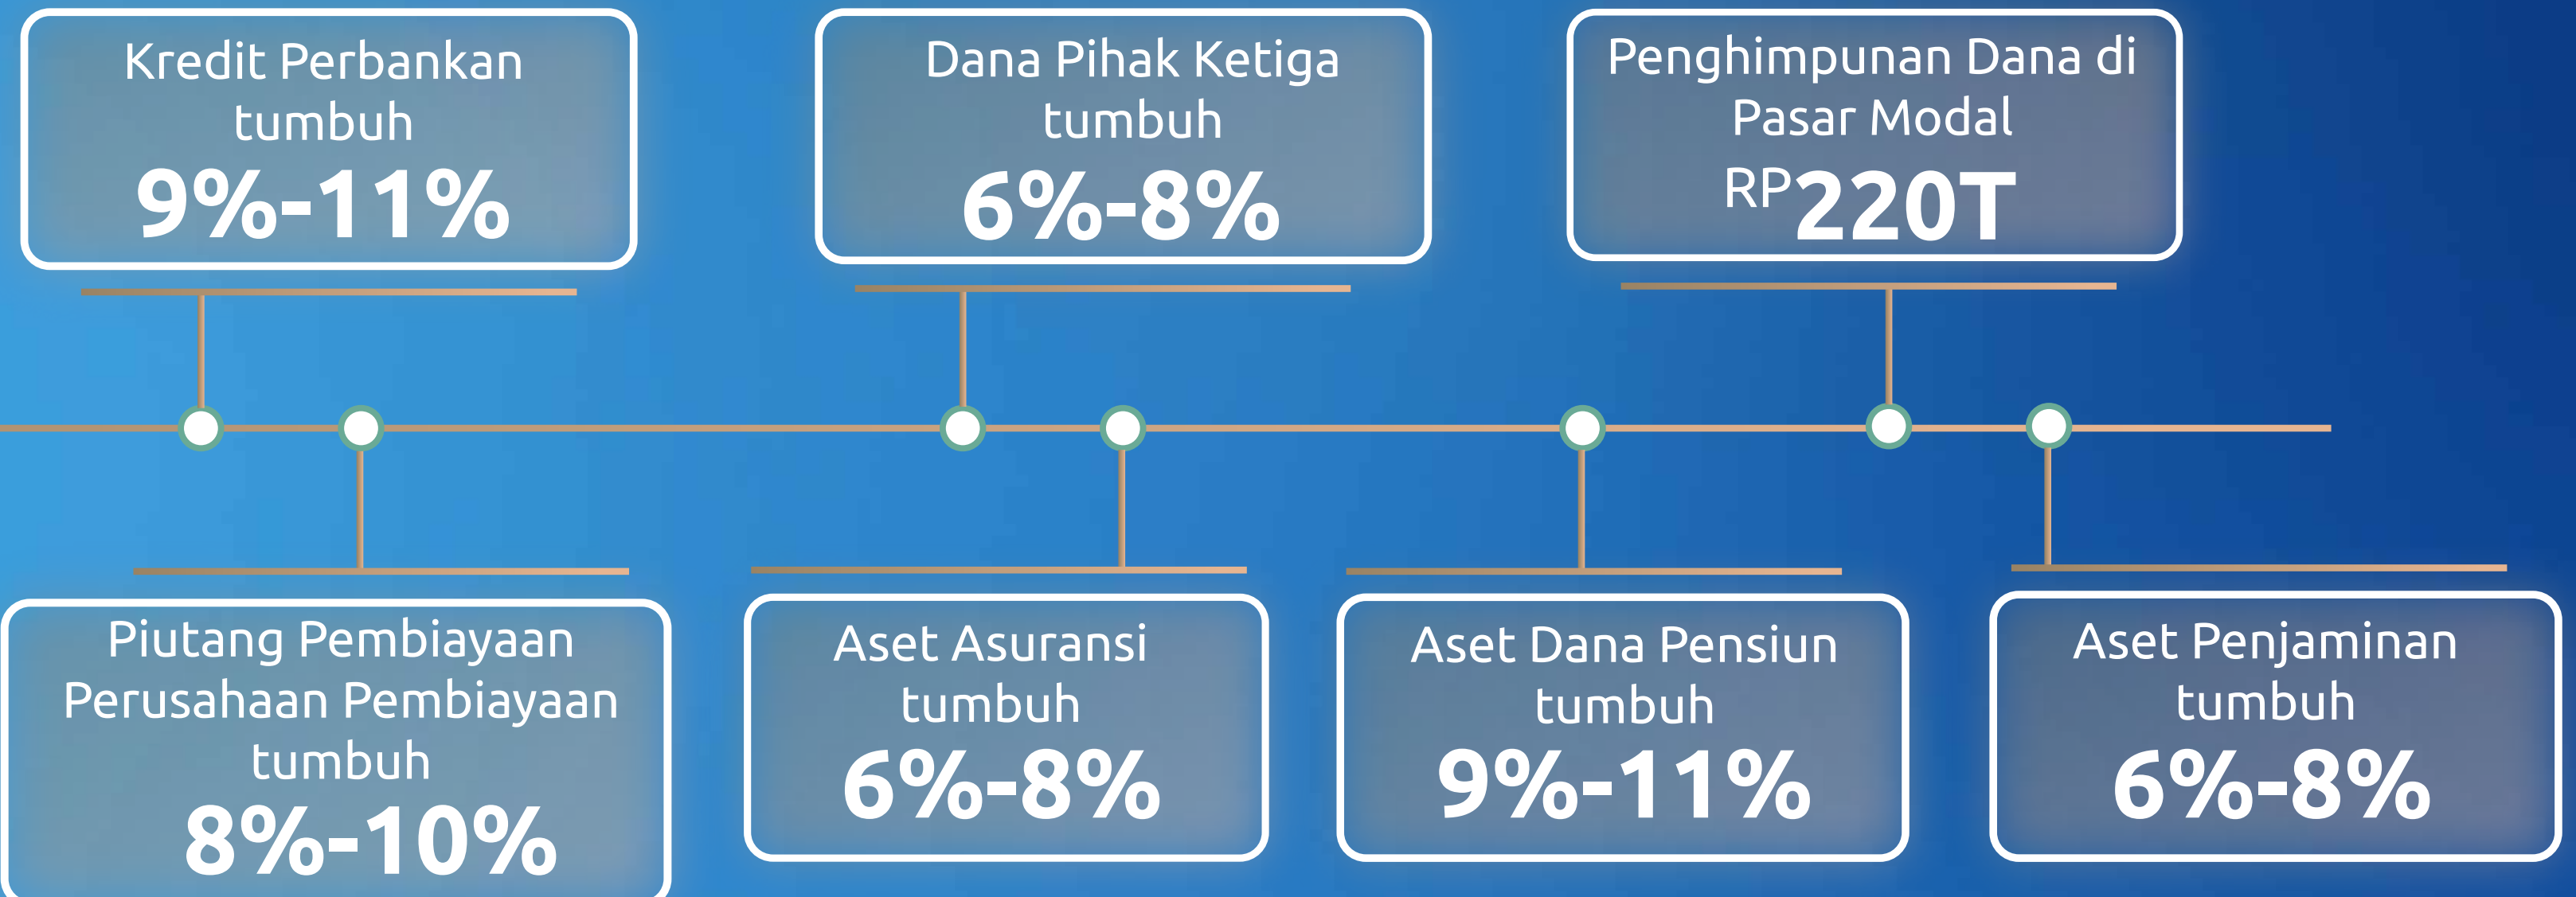 Kredit Perbankan
tumbuh
9%-11%
Dana Pihak Ketiga
tumbuh
6%-8%
Penghimpunan Dana di
Pasar Modal
RP220T
Piutang Pembiayaan
Perusahaan Pembiayaan
tumbuh
8%-10%
Aset Asuransi
tumbuh
6%-8%
Aset Dana Pensiun
tumbuh
9%-11%
Aset Penjaminan
tumbuh
6%-8%